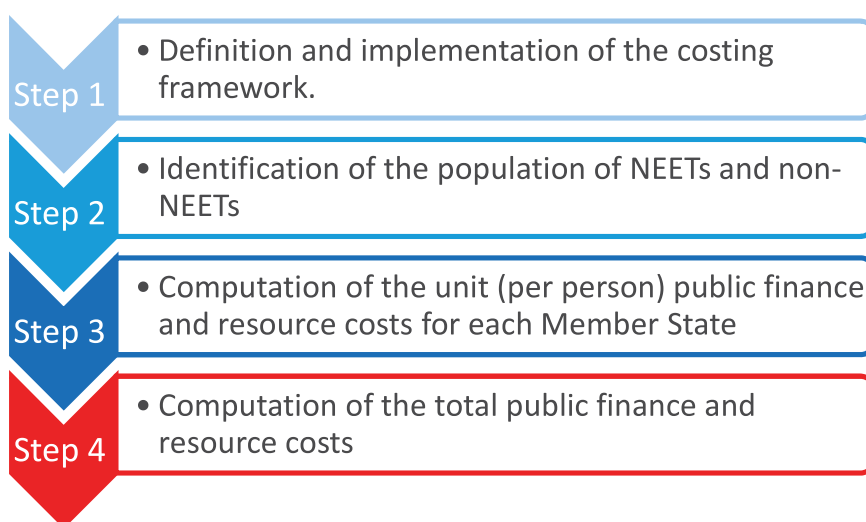 Step 1
• Definition and implementation of the costing
framework.
Step 2
• Identification of the population of NEETs and non-
NEETs
Step 3
• Computation of the unit (per person) public finance
and resource costs for each Member State
Step 4
• Computation of the total public finance and
resource costs